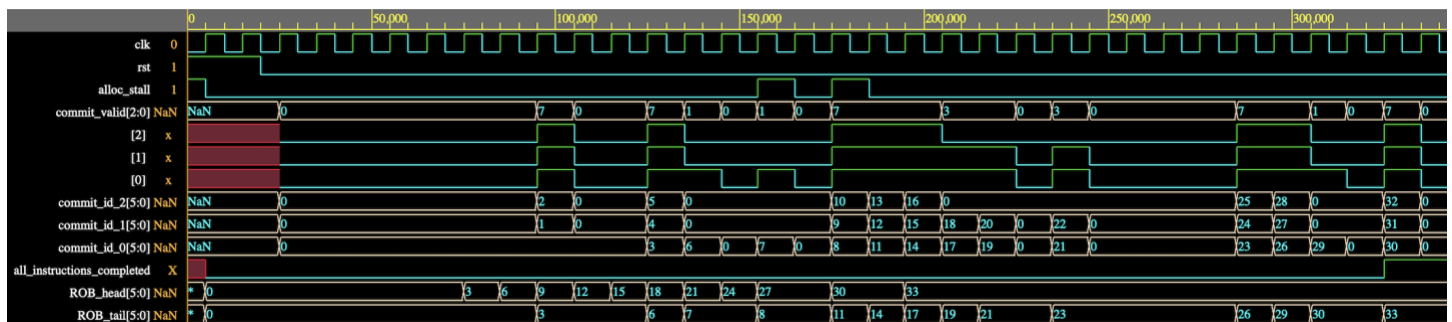 0 50,000 100,000 150,000 200,000 250,000 300,000
clk 0
rst 1
alloc_stall 1
commit_valid[2:0] NaN NaN 0 7 0 7 1 0 1 0 7 3 0 3 0 7 1 0 7 0
[2] x
[1] x
[0] x
commit_id_2[5:0] NaN NaN 0 2 0 5 0 10 13 16 0 25 28 0 32 0
commit_id_1[5:0] NaN NaN 0 1 0 4 0 9 12 15 18 20 0 22 0 24 27 0 31 0
commit_id_0[5:0] NaN NaN 0 3 6 0 7 0 8 11 14 17 19 0 21 0 23 26 29 0 30 0
all_instructions_completed X
ROB_head[5:0] NaN * 0 3 6 9 12 15 18 21 24 27 30 33
ROB_tail[5:0] NaN * 0 3 6 7 8 11 14 17 19 21 23 26 29 30 33